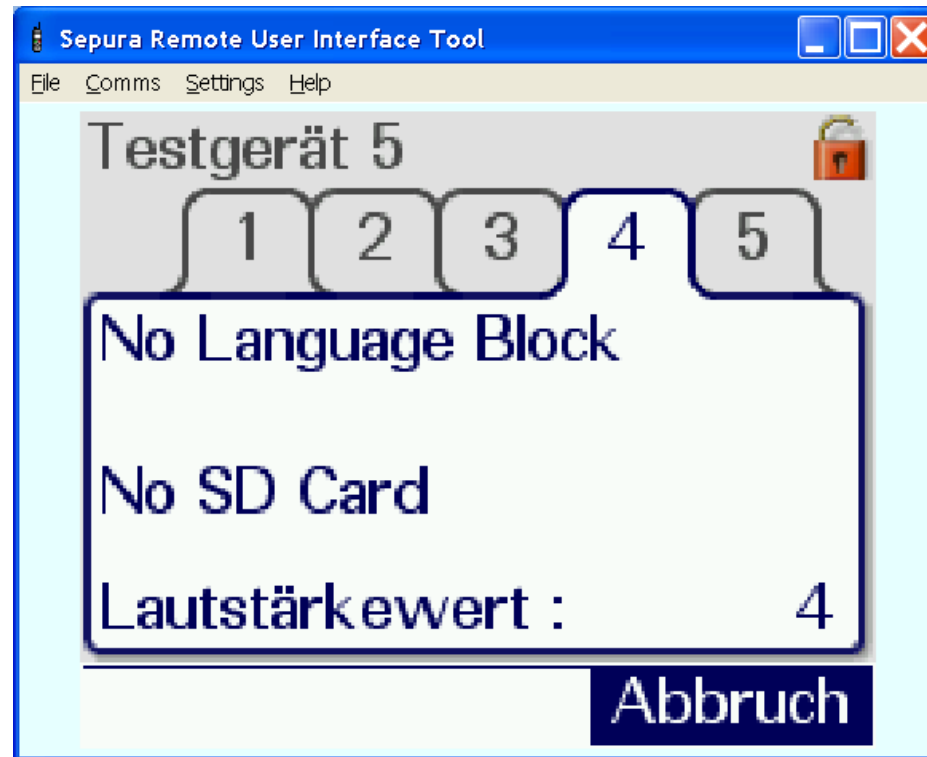 Sepura Remote User Interface Tool
File Comms Settings Help
Testgerät 5
1 2 3 4 5
No Language Block
No SD Card
Lautstärkewert : 4
Abbruch